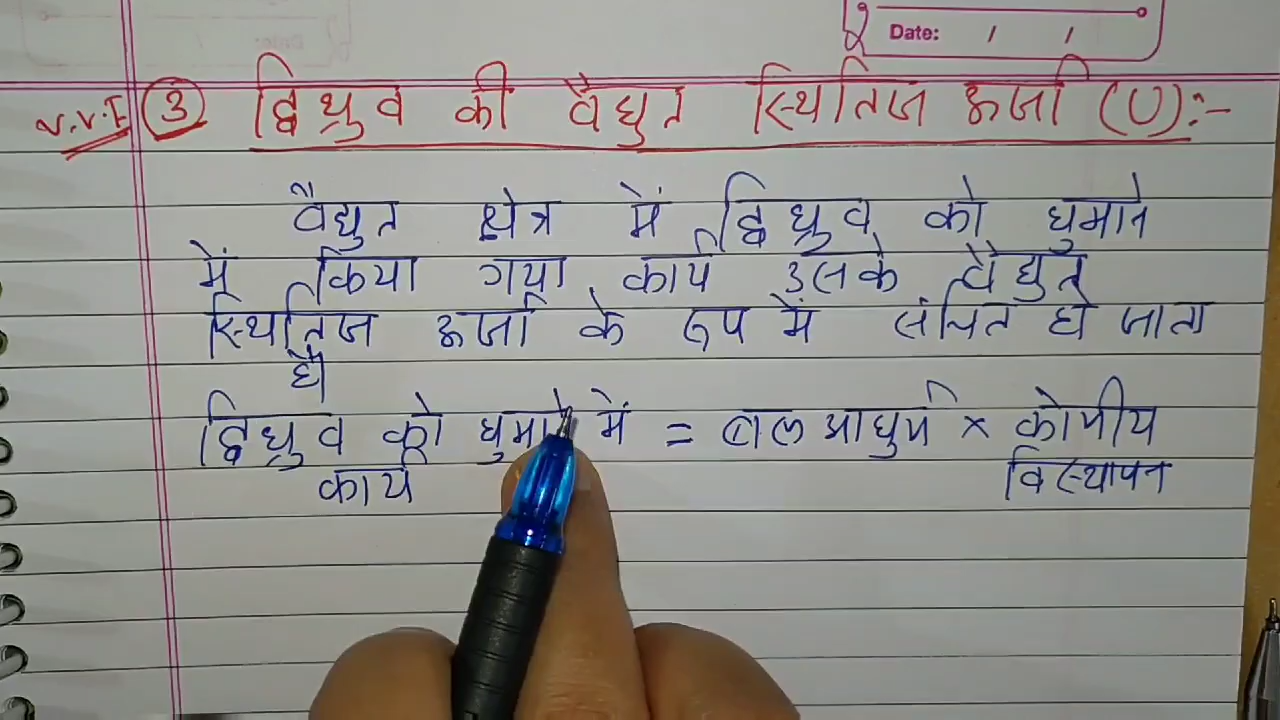 Date: / /
V.V.I (3) द्विध्रुव की वैद्युत स्थितिज ऊर्जा (U):-
वैद्युत क्षेत्र में द्विध्रुव को घुमाने
में किया गया कार्य उसके वैद्युत
स्थितिज ऊर्जा के रूप में संचित हो जाता
है।
द्विध्रुव को घुमाने में = बल आघूर्ण × कोणीय
कार्य विस्थापन